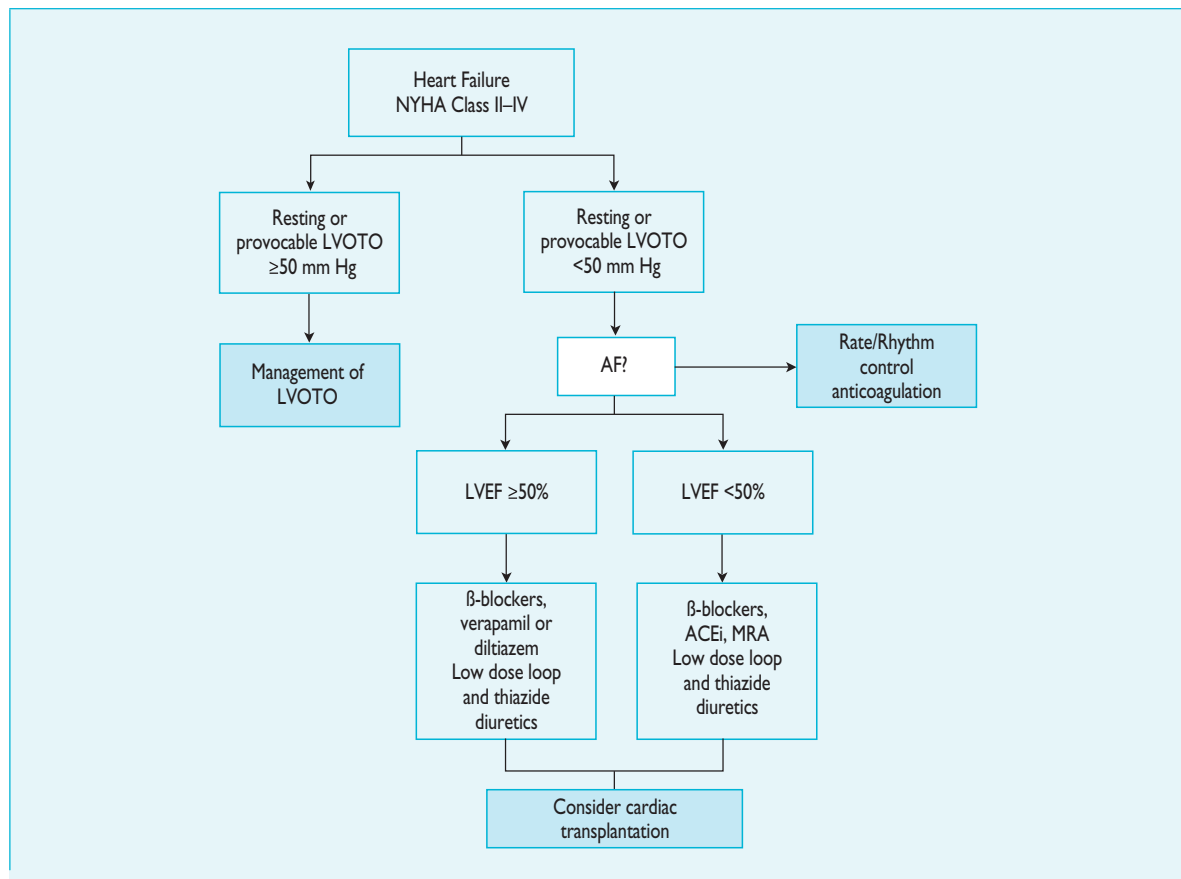 Heart Failure
NYHA Class II–IV
Resting or
provocable LVOTO
≥50 mm Hg
Resting or
provocable LVOTO
<50 mm Hg
Management of
LVOTO
AF?
Rate/Rhythm
control
anticoagulation
LVEF ≥50%
LVEF <50%
ß-blockers,
verapamil or
diltiazem
Low dose loop
and thiazide
diuretics
ß-blockers,
ACEi, MRA
Low dose loop
and thiazide
diuretics
Consider cardiac
transplantation